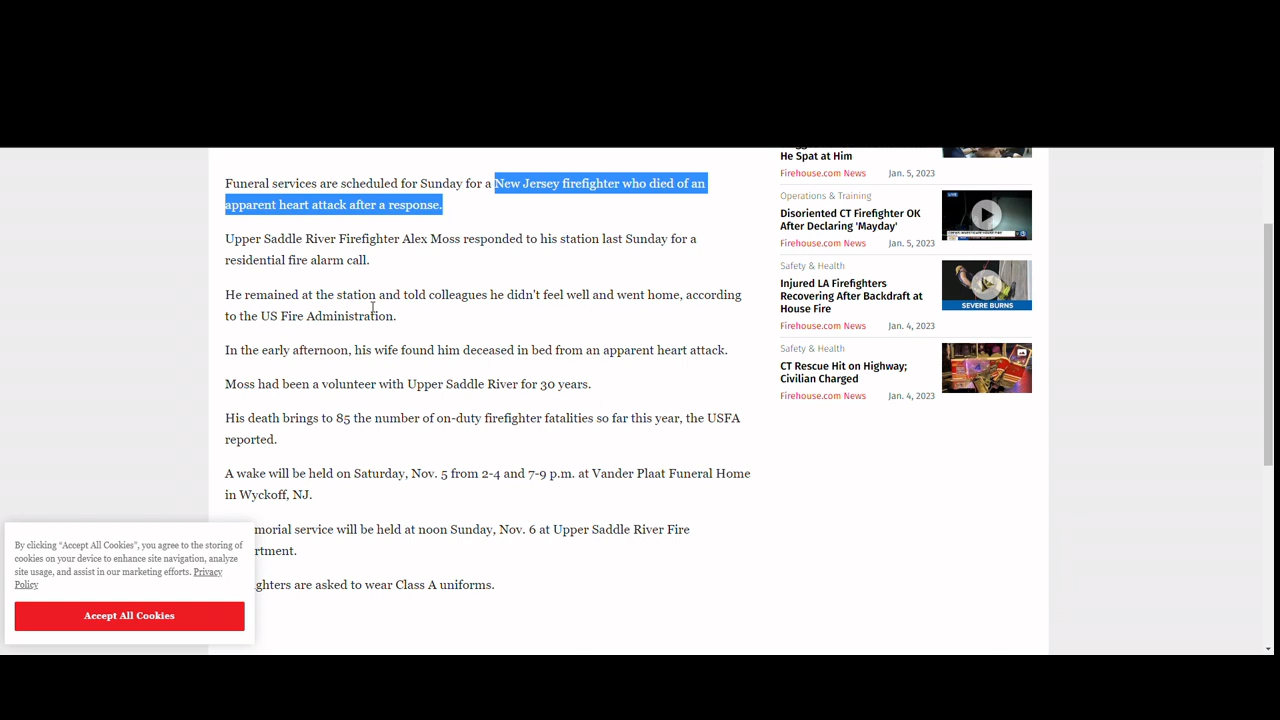 Funeral services are scheduled for Sunday for a New Jersey firefighter who died of an
apparent heart attack after a response.
Upper Saddle River Firefighter Alex Moss responded to his station last Sunday for a
residential fire alarm call.
He remained at the station and told colleagues he didn't feel well and went home, according
to the US Fire Administration.
In the early afternoon, his wife found him deceased in bed from an apparent heart attack.
Moss had been a volunteer with Upper Saddle River for 30 years.
His death brings to 85 the number of on-duty firefighter fatalities so far this year, the USFA
reported.
A wake will be held on Saturday, Nov. 5 from 2-4 and 7-9 p.m. at Vander Plaat Funeral Home
in Wyckoff, NJ.
service will be held at noon Sunday, Nov. 6 at Upper Saddle River Fire
are asked to wear Class A uniforms.
By clicking “Accept All Cookies”, you agree to the storing of
cookies on your device to enhance site navigation, analyze
site usage, and assist in our marketing efforts. Privacy
Policy
Accept All Cookies
He Spat at Him
Firehouse.com News Jan. 5, 2023
Operations & Training
Disoriented CT Firefighter OK
After Declaring 'Mayday'
Firehouse.com News Jan. 5, 2023
LIVE
Safety & Health
Injured LA Firefighters
Recovering After Backdraft at
House Fire
Firehouse.com News Jan. 4, 2023
SEVERE BURNS
Safety & Health
CT Rescue Hit on Highway;
Civilian Charged
Firehouse.com News Jan. 4, 2023